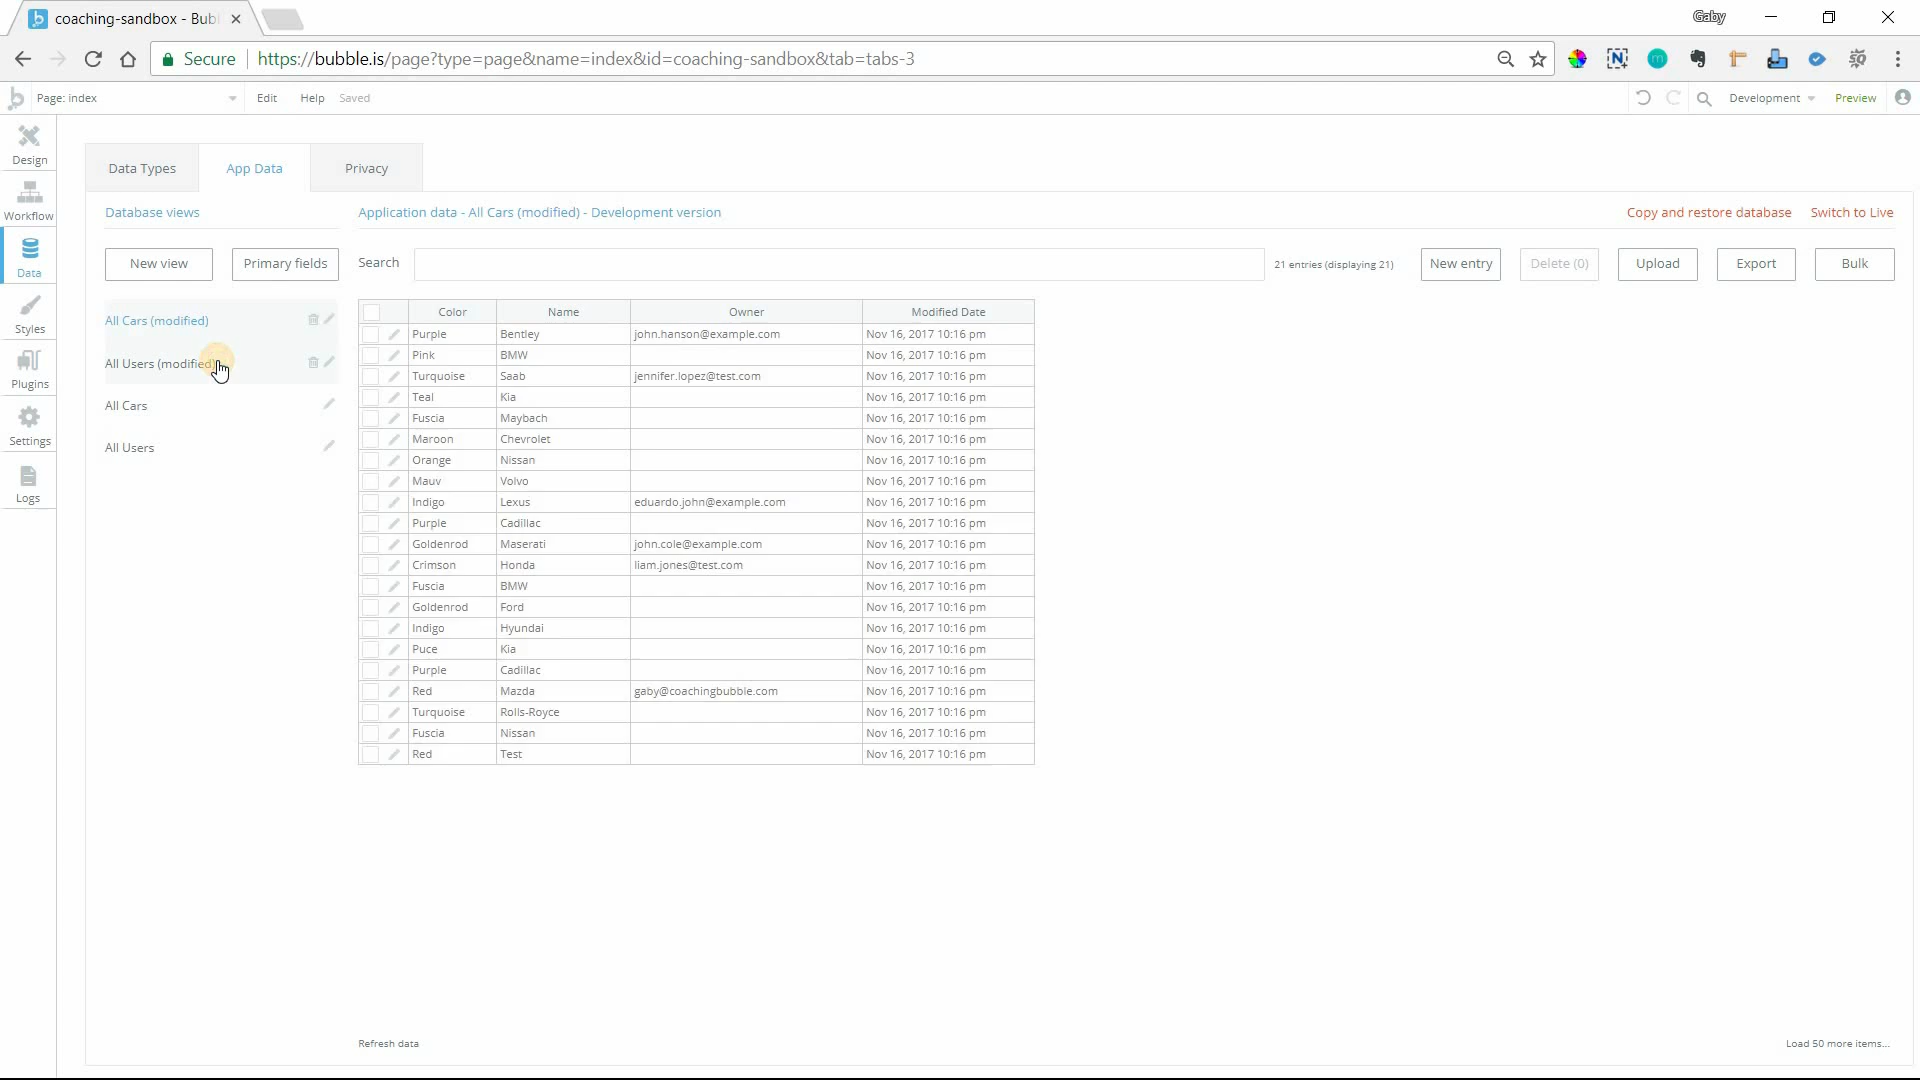 coaching-sandbox - Bub
Gaby
Secure https://bubble.is/page?type=page&name=index&id=coaching-sandbox&tab=tabs-3
Page: index Edit Help Saved Development Preview
Design
Workflow
Data
Styles
Plugins
Settings
Logs
Data Types App Data Privacy
Database views
New view Primary fields
All Cars (modified)
All Users (modified)
All Cars
All Users
Application data - All Cars (modified) - Development version
Copy and restore database Switch to Live
Search 21 entries (displaying 21) New entry Delete (0) Upload Export Bulk
Color Name Owner Modified Date
Purple Bentley john.hanson@example.com Nov 16, 2017 10:16 pm
Pink BMW Nov 16, 2017 10:16 pm
Turquoise Saab jennifer.lopez@test.com Nov 16, 2017 10:16 pm
Teal Kia Nov 16, 2017 10:16 pm
Fuscia Maybach Nov 16, 2017 10:16 pm
Maroon Chevrolet Nov 16, 2017 10:16 pm
Orange Nissan Nov 16, 2017 10:16 pm
Mauv Volvo Nov 16, 2017 10:16 pm
Indigo Lexus eduardo.john@example.com Nov 16, 2017 10:16 pm
Purple Cadillac Nov 16, 2017 10:16 pm
Goldenrod Maserati john.cole@example.com Nov 16, 2017 10:16 pm
Crimson Honda liam.jones@test.com Nov 16, 2017 10:16 pm
Fuscia BMW Nov 16, 2017 10:16 pm
Goldenrod Ford Nov 16, 2017 10:16 pm
Indigo Hyundai Nov 16, 2017 10:16 pm
Puce Kia Nov 16, 2017 10:16 pm
Purple Cadillac Nov 16, 2017 10:16 pm
Red Mazda gaby@coachingbubble.com Nov 16, 2017 10:16 pm
Turquoise Rolls-Royce Nov 16, 2017 10:16 pm
Fuscia Nissan Nov 16, 2017 10:16 pm
Red Test Nov 16, 2017 10:16 pm
Refresh data Load 50 more items...